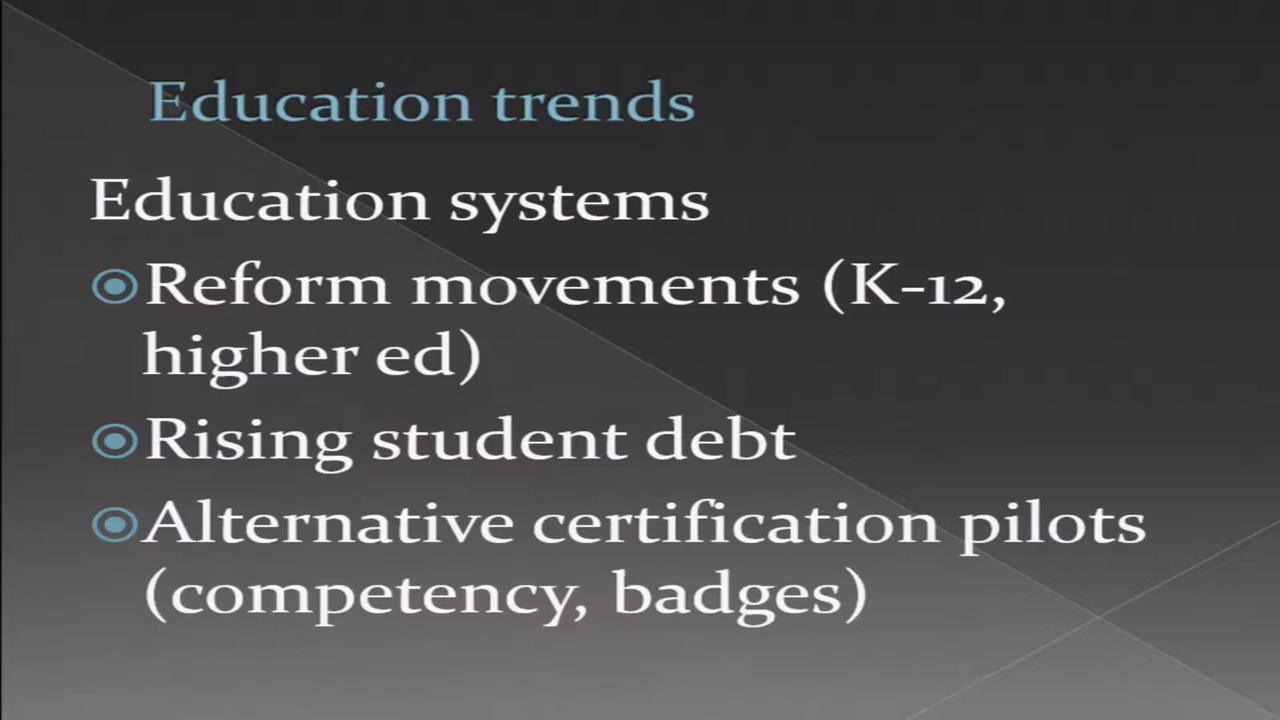 Education trends
Education systems
Reform movements (K-12,
higher ed)
Rising student debt
Alternative certification pilots
(competency, badges)